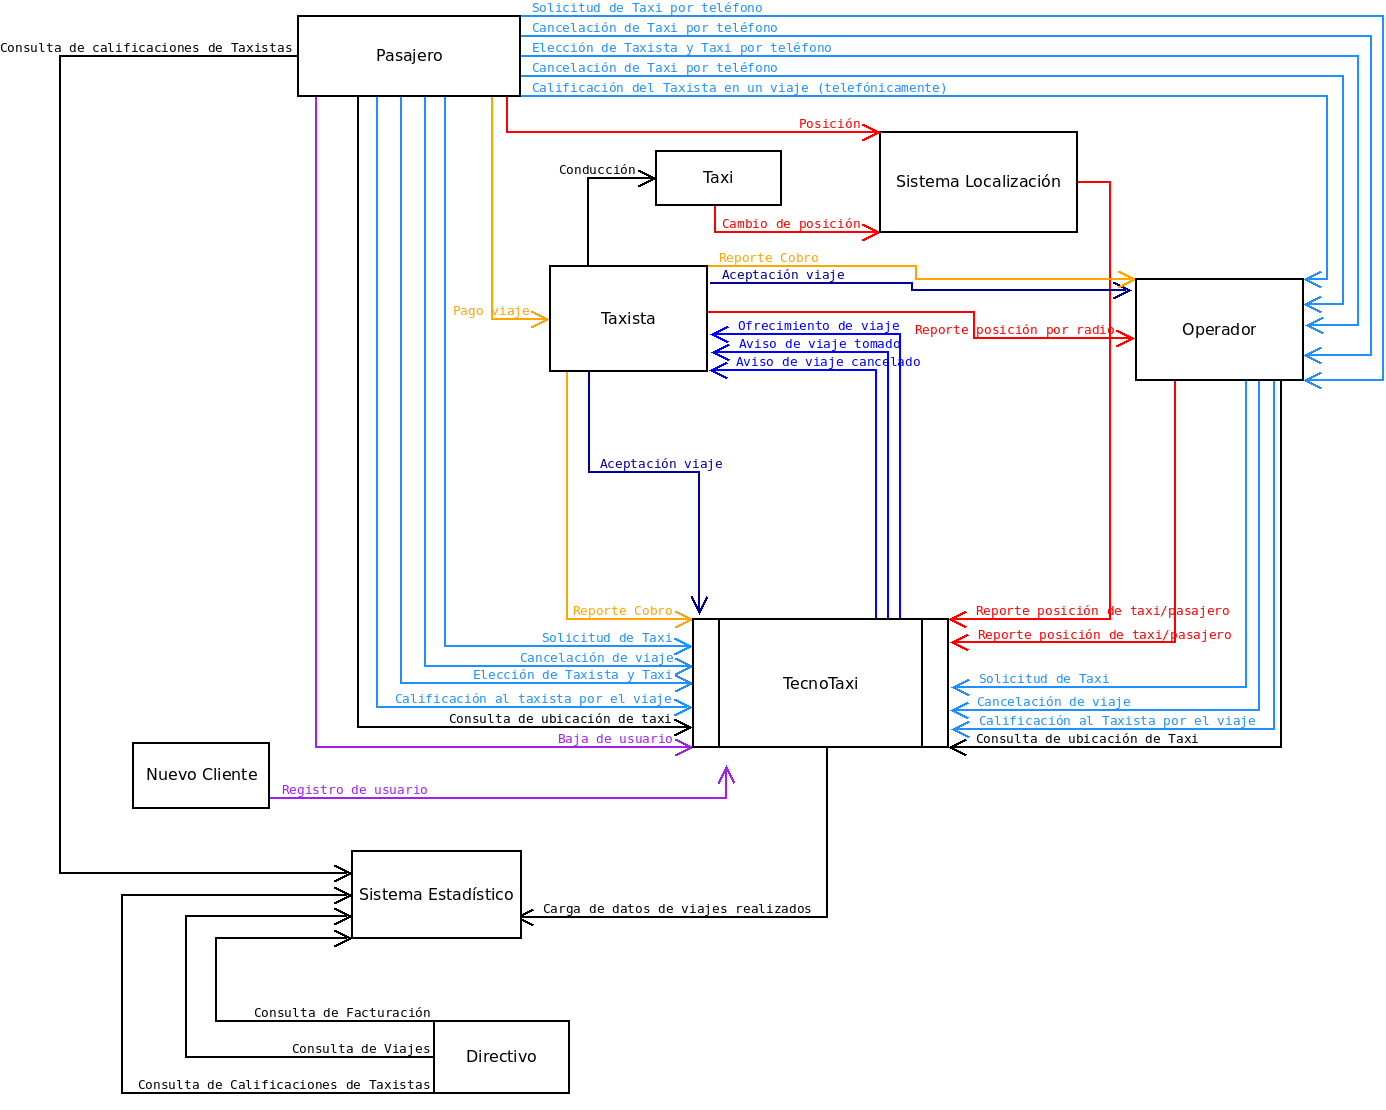 Solicitud de Taxi por teléfono
Cancelación de Taxi por teléfono
Consulta de calificaciones de Taxistas
Pasajero
Elección de Taxista y Taxi por teléfono
Cancelación de Taxi por teléfono
Calificación del Taxista en un viaje (telefónicamente)
Posición
Conducción
Taxi
Sistema Localización
Cambio de posición
Reporte Cobro
Aceptación viaje
Pago viaje
Taxista
Ofrecimiento de viaje
Reporte posición por radio
Operador
Aviso de viaje tomado
Aviso de viaje cancelado
Aceptación viaje
Reporte Cobro
Reporte posición de taxi/pasajero
Solicitud de Taxi
Reporte posición de taxi/pasajero
Cancelación de viaje
Elección de Taxista y Taxi
TecnoTaxi
Solicitud de Taxi
Calificación al taxista por el viaje
Cancelación de viaje
Consulta de ubicación de taxi
Calificación al Taxista por el viaje
Baja de usuario
Consulta de ubicación de Taxi
Nuevo Cliente
Registro de usuario
Sistema Estadístico
Carga de datos de viajes realizados
Consulta de Facturación
Consulta de Viajes
Directivo
Consulta de Calificaciones de Taxistas